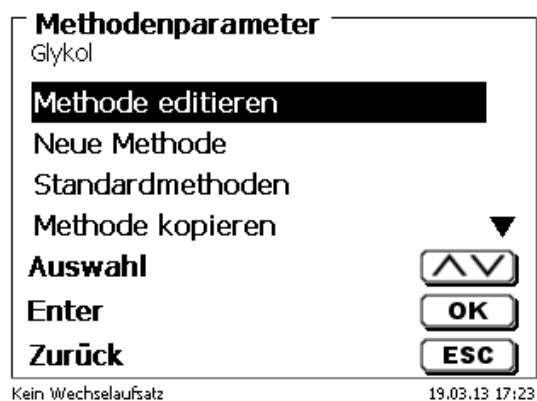 Methodenparameter
Glykol
Methode editieren
Neue Methode
Standardmethoden
Methode kopieren
Auswahl
Enter OK
Zurück ESC
Kein Wechselaufsatz 19.03.13 17:23